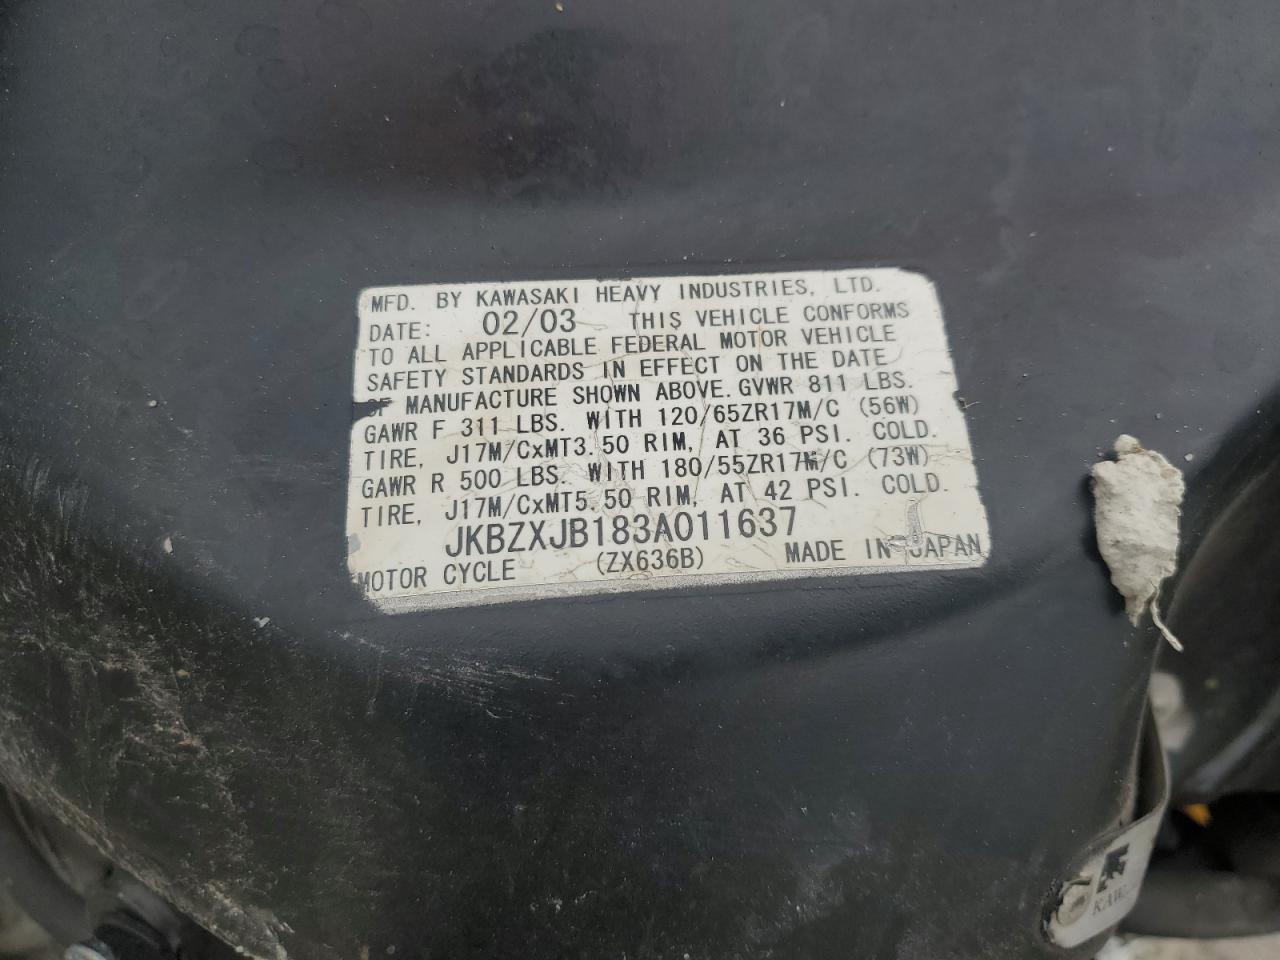 MFD. BY KAWASAKI HEAVY INDUSTRIES, LTD.
DATE: 02/03 THIS VEHICLE CONFORMS
TO ALL APPLICABLE FEDERAL MOTOR VEHICLE
SAFETY STANDARDS IN EFFECT ON THE DATE
OF MANUFACTURE SHOWN ABOVE. GVWR 811 LBS.
GAWR F 311 LBS. WITH 120/65ZR17M/C (56W)
TIRE, J17M/CxMT3.50 RIM, AT 36 PSI. COLD.
GAWR R 500 LBS. WITH 180/55ZR17M/C (73W)
TIRE, J17M/CxMT5.50 RIM, AT 42 PSI. COLD.
JKBZXJB183A011637
MOTOR CYCLE (ZX636B) MADE IN JAPAN